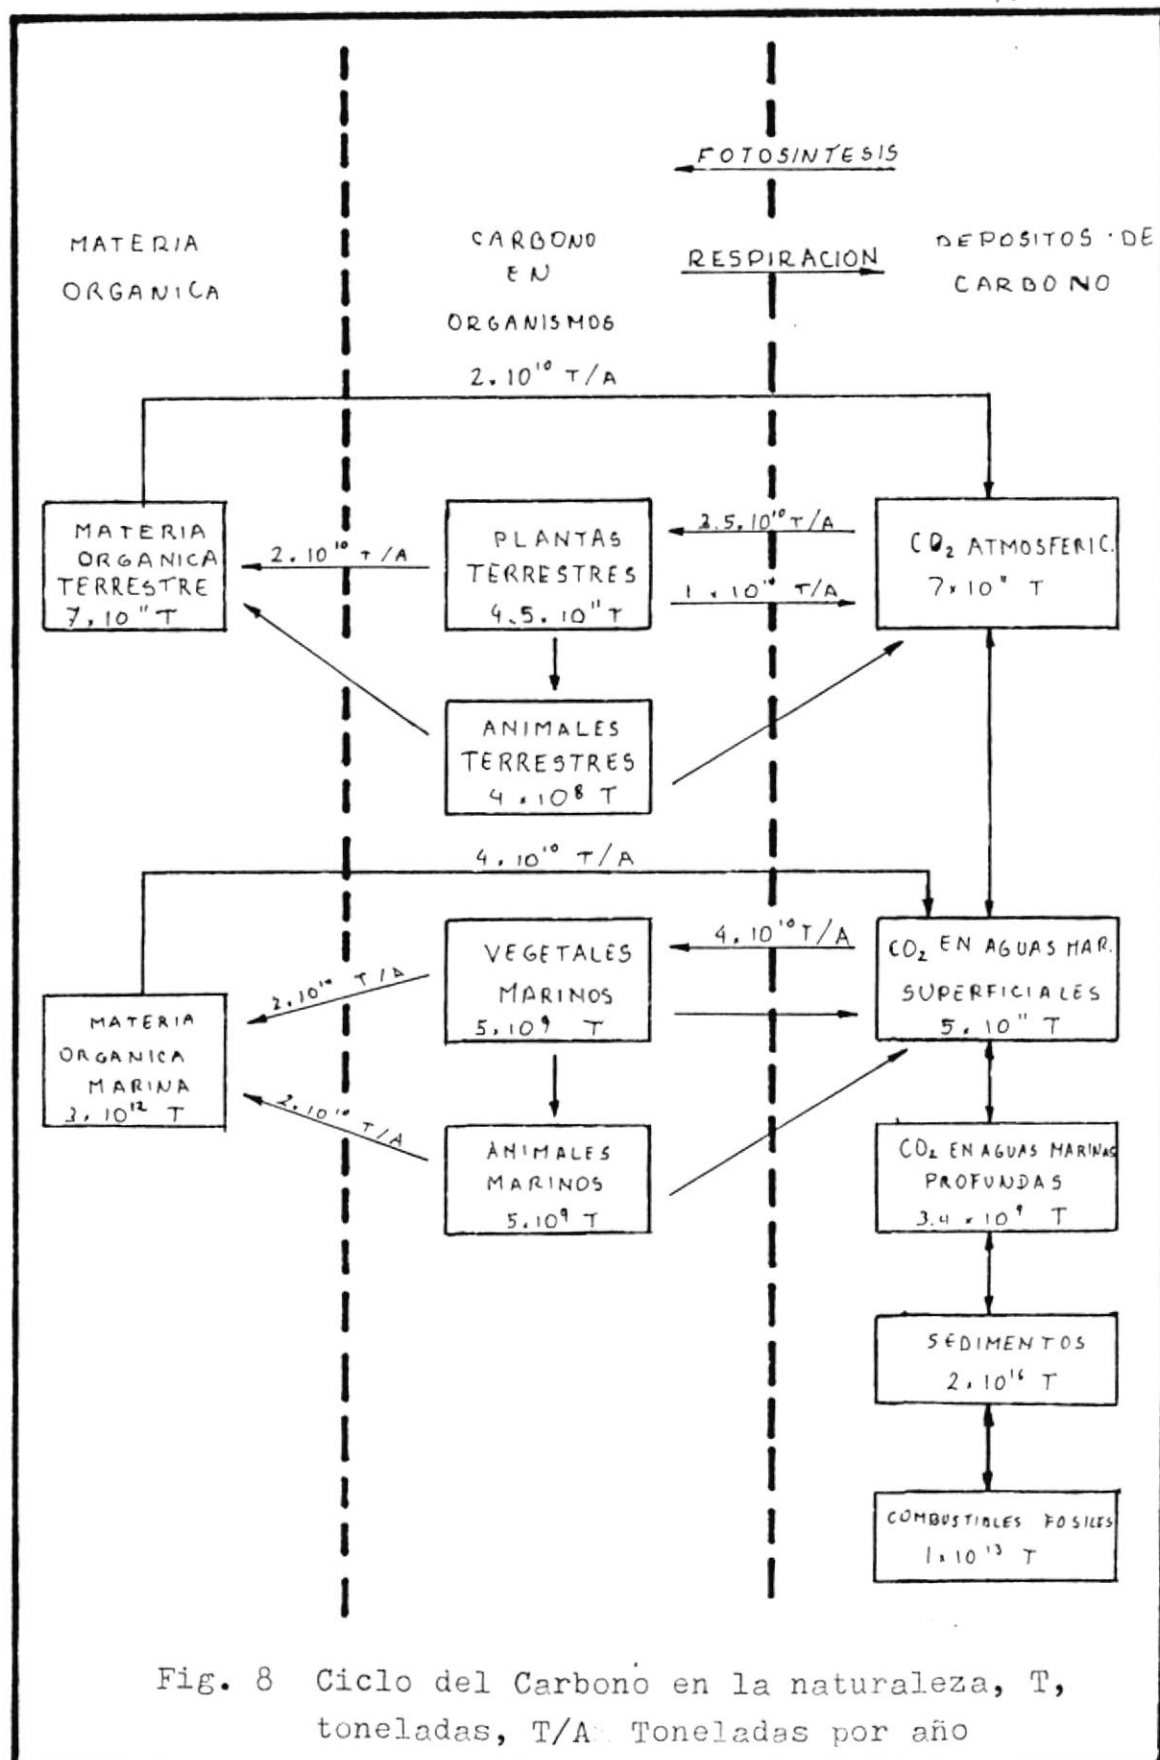 FOTOSINTESIS
MATERIA
ORGANICA
CARBONO
EN
ORGANISMOS
RESPIRACION
DEPOSITOS DE
CARBONO
2.10¹⁰ T/A
MATERIA
ORGANICA
TERRESTRE
7.10¹¹ T
2.10¹⁰ T/A
PLANTAS
TERRESTRES
4.5.10¹¹ T
3.5.10¹⁰ T/A
1 x 10¹⁰ T/A
CO₂ ATMOSFERIC.
7x10¹¹ T
ANIMALES
TERRESTRES
4x10⁸ T
4.10¹⁰ T/A
VEGETALES
MARINOS
5.10⁹ T
4.10¹⁰ T/A
CO₂ EN AGUAS MAR.
SUPERFICIALES
5.10¹¹ T
2.10¹⁰ T/A
MATERIA
ORGANICA
MARINA
3.10¹² T
2.10¹⁰ T/A
ANIMALES
MARINOS
5.10⁹ T
CO₂ EN AGUAS MARINAS
PROFUNDAS
3.4x10⁹ T
SEDIMENTOS
2.10¹⁶ T
COMBUSTIBLES FOSILES
1x10¹³ T
Fig. 8 Ciclo del Carbono en la naturaleza, T,
toneladas, T/A Toneladas por año